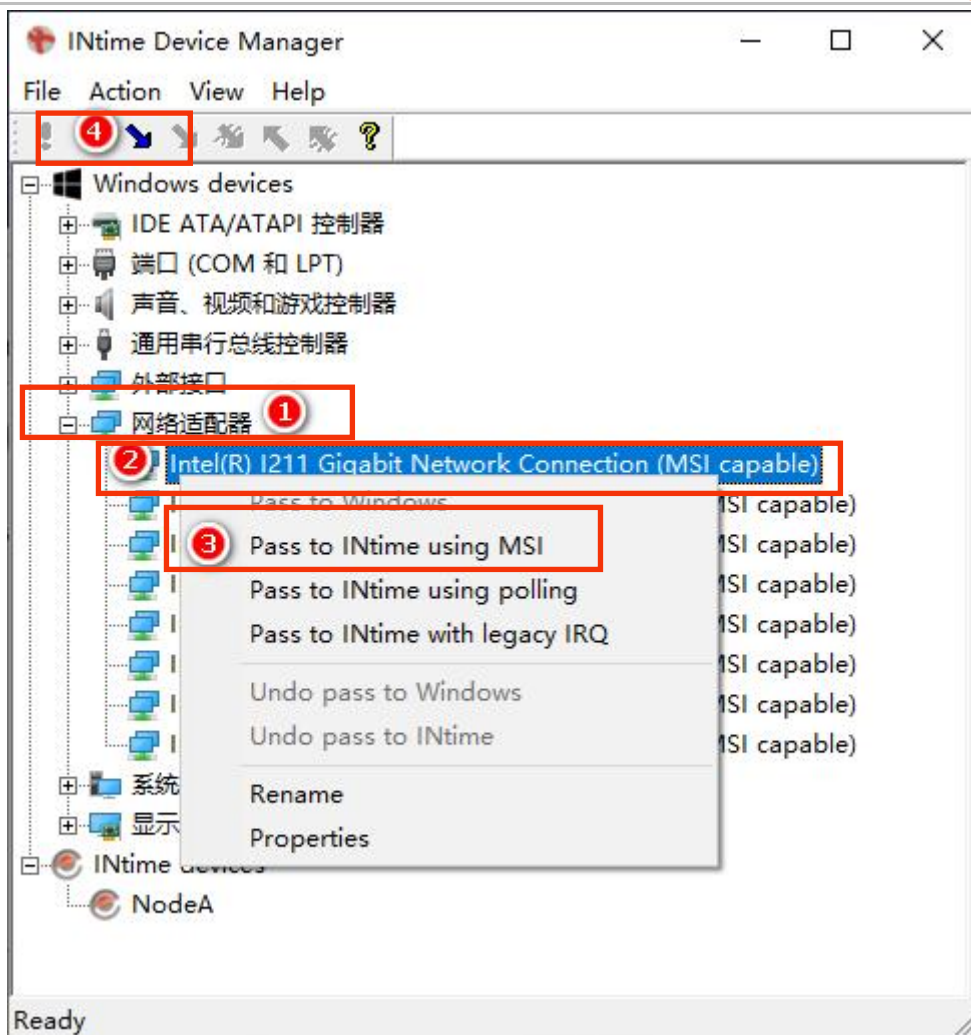 INtime Device Manager
File Action View Help
4
Windows devices
IDE ATA/ATAPI 控制器
端口 (COM 和 LPT)
声音、视频和游戏控制器
通用串行总线控制器
外部接口
网络适配器 1
2 Intel(R) I211 Gigabit Network Connection (MSI capable)
Pass to Windows
MSI capable)
3 Pass to INtime using MSI
MSI capable)
Pass to INtime using polling
MSI capable)
Pass to INtime with legacy IRQ
MSI capable)
MSI capable)
Undo pass to Windows
MSI capable)
Undo pass to INtime
MSI capable)
系统
Rename
显示
Properties
INtime devices
NodeA
Ready